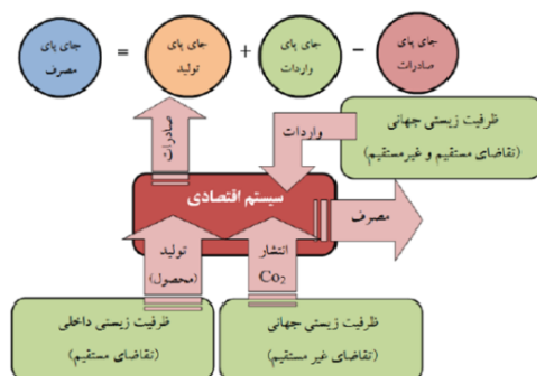 جای پای مصرف = جای پای تولید + جای پای واردات − جای پای صادرات
صادرات
واردات
ظرفیت زیستی جهانی
(تقاضای مستقیم و غیرمستقیم)
سیستم اقتصادی
مصرف
تولید
(محصول)
انتشار
Co₂
ظرفیت زیستی داخلی
(تقاضای مستقیم)
ظرفیت زیستی جهانی
(تقاضای غیر مستقیم)